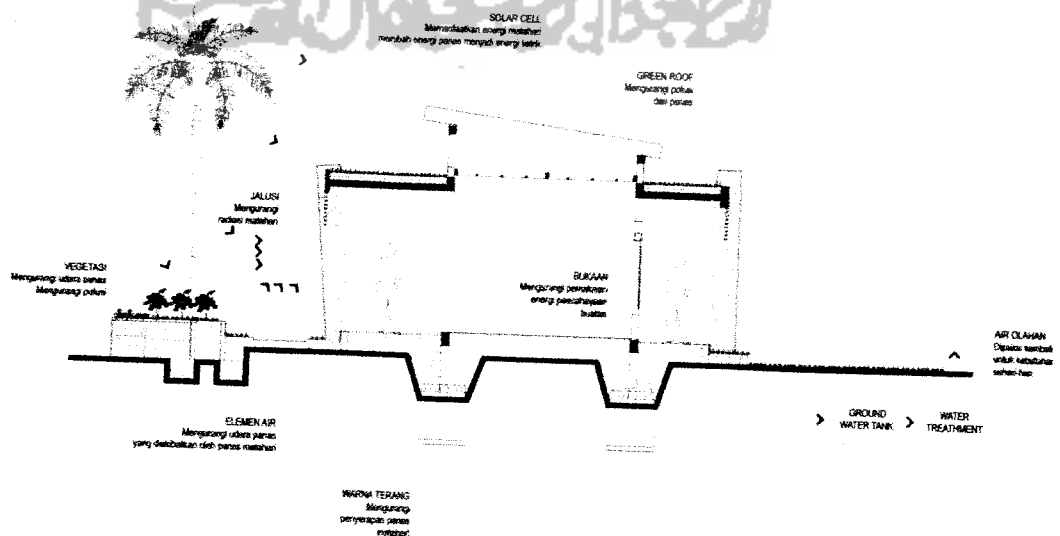 SOLAR CELL
Memanfaatkan energi matahari
merubah energi panas menjadi energi listrik
GREEN ROOF
Mengurangi polusi
dan panas
JALUSI
Mengurangi
radiasi matahari
VEGETASI
Mengurangi udara panas
Mengurangi polusi
BUKAAN
Mengurangi pemakaian
energi pencahayaan
buatan
AIR OLAHAN
Dipakai kembali
untuk kebutuhan
sehari-hari
GROUND
WATER TANK
WATER
TREATHMENT
ELEMEN AIR
Mengurangi udara panas
yang diakibatkan oleh panas matahari
WARNA TERANG
Mengurangi
penyerapan panas
matahari